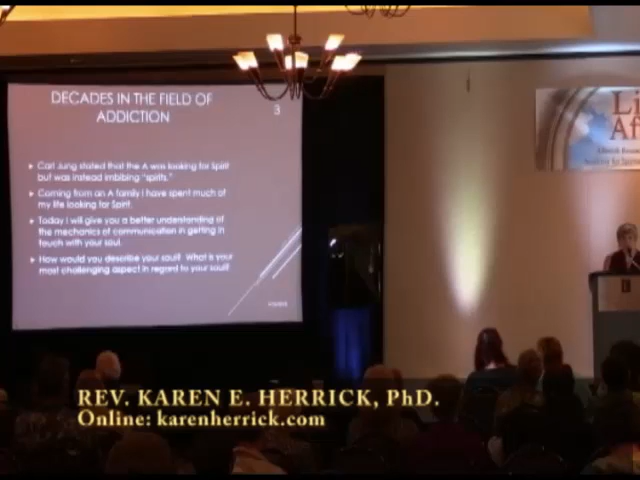 DECADES IN THE FIELD OF
ADDICTION
3
Carl Jung stated that the A was looking for Spirit
but was instead imbibing "spirits."
Coming from an A family I have spent much of
my life looking for Spirit.
Today I will give you a better understanding of
the mechanics of communication in getting in
touch with your soul.
How would you describe your soul? What is your
most challenging aspect in regard to your soul?
REV. KAREN E. HERRICK, PhD.
Online: karenherrick.com